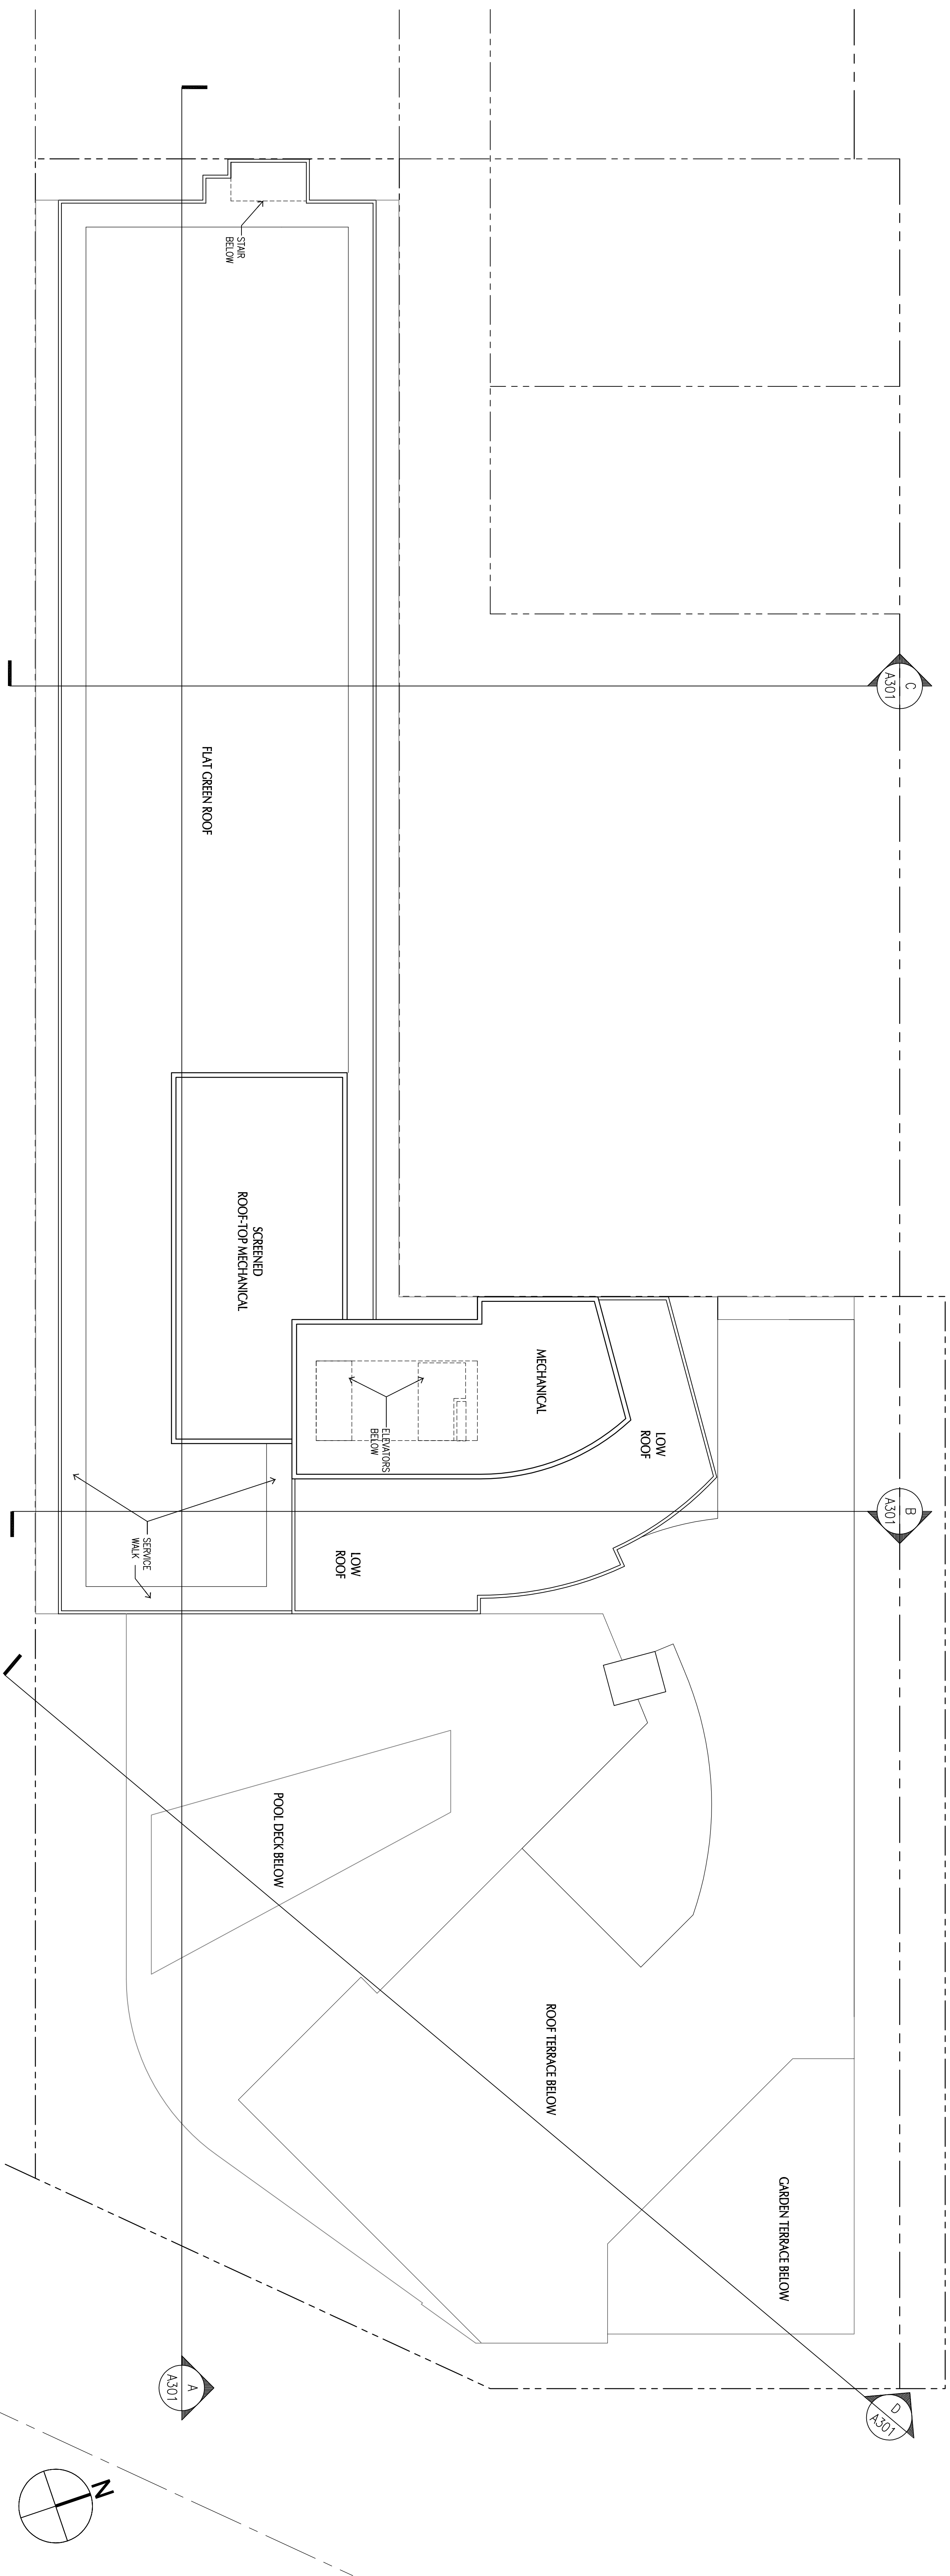 STAIR
BELOW
C
A301
FLAT GREEN ROOF
SCREENED
ROOF-TOP MECHANICAL
MECHANICAL
ELEVATORS
BELOW
LOW
ROOF
B
A301
SERVICE
WALK
LOW
ROOF
POOL DECK BELOW
ROOF TERRACE BELOW
GARDEN TERRACE BELOW
A
A301
D
A301
N